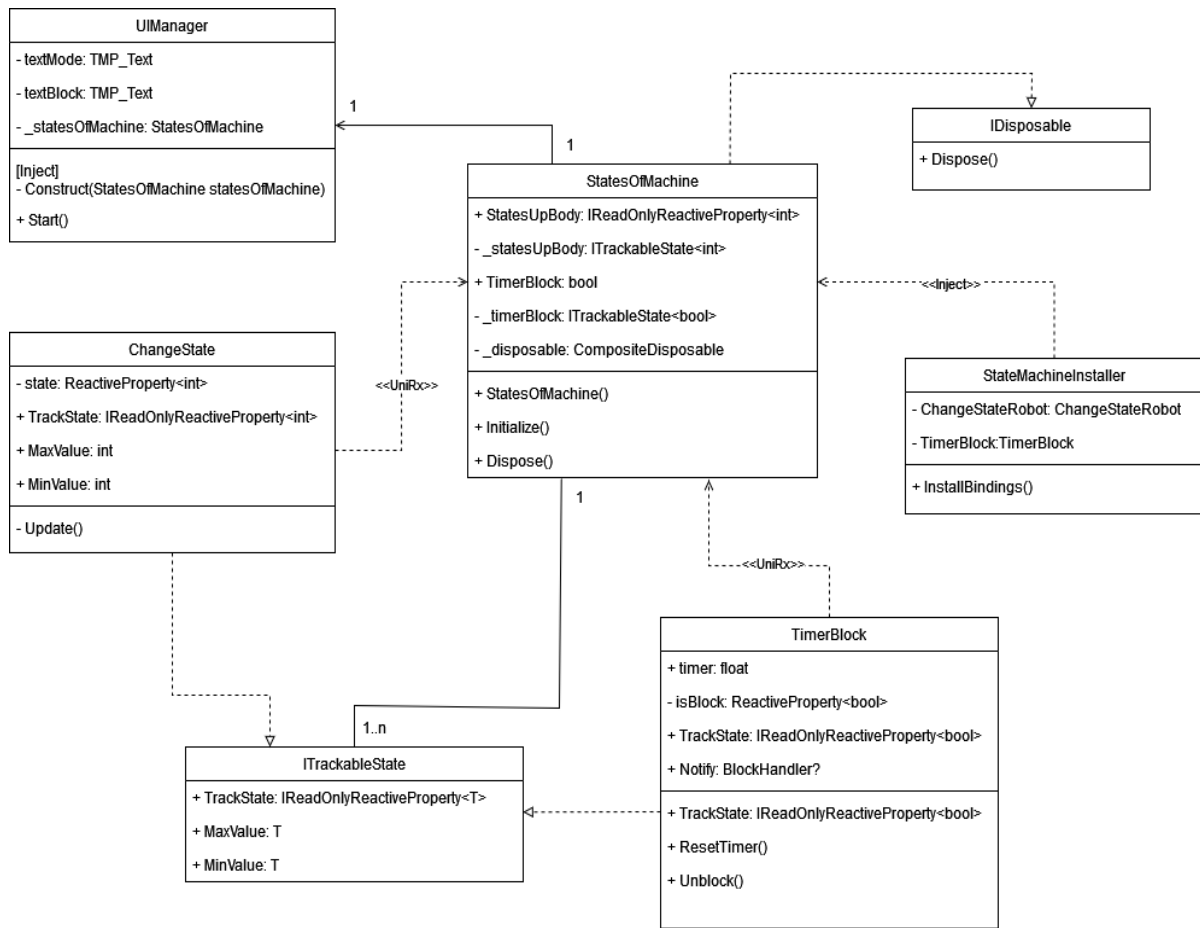 UIManager
- textMode: TMP_Text
- textBlock: TMP_Text
- _statesOfMachine: StatesOfMachine
[Inject]
- Construct(StatesOfMachine statesOfMachine)
+ Start()
1
1
IDisposable
+ Dispose()
StatesOfMachine
+ StatesUpBody: IReadOnlyReactiveProperty<int>
- _statesUpBody: ITrackableState<int>
+ TimerBlock: bool
- _timerBlock: ITrackableState<bool>
- _disposable: CompositeDisposable
+ StatesOfMachine()
+ Initialize()
+ Dispose()
<<Inject>>
<<UniRx>>
ChangeState
- state: ReactiveProperty<int>
+ TrackState: IReadOnlyReactiveProperty<int>
+ MaxValue: int
+ MinValue: int
- Update()
StateMachineInstaller
- ChangeStateRobot: ChangeStateRobot
- TimerBlock:TimerBlock
+ InstallBindings()
1
<<UniRx>>
1..n
ITrackableState
+ TrackState: IReadOnlyReactiveProperty<T>
+ MaxValue: T
+ MinValue: T
TimerBlock
+ timer: float
- isBlock: ReactiveProperty<bool>
+ TrackState: IReadOnlyReactiveProperty<bool>
+ Notify: BlockHandler?
+ TrackState: IReadOnlyReactiveProperty<bool>
+ ResetTimer()
+ Unblock()